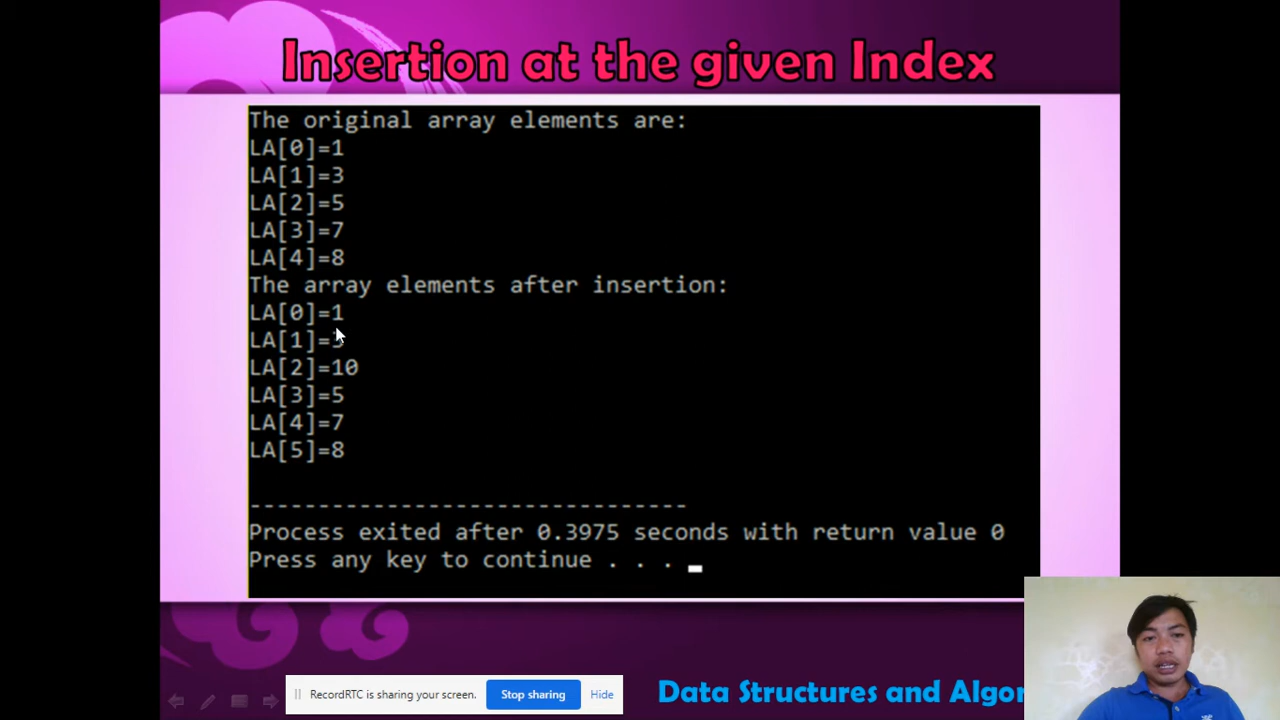 Insertion at the given Index
The original array elements are:
LA[0]=1
LA[1]=3
LA[2]=5
LA[3]=7
LA[4]=8
The array elements after insertion:
LA[0]=1
LA[1]=3
LA[2]=10
LA[3]=5
LA[4]=7
LA[5]=8
--------------------------------
Process exited after 0.3975 seconds with return value 0
Press any key to continue . . .
RecordRTC is sharing your screen. Stop sharing Hide
Data Structures and Algor